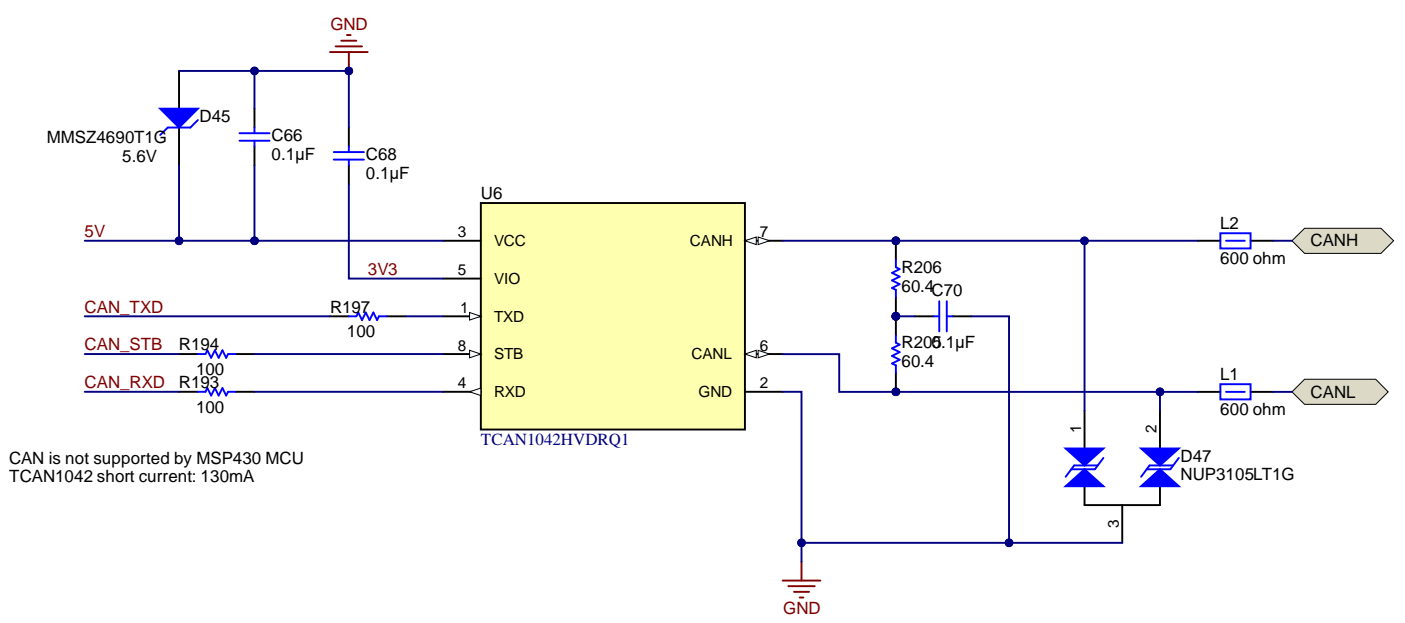 GND
D45
MMSZ4690T1G
5.6V
C66
0.1µF
C68
0.1µF
U6
5V
3
VCC
CANH
7
L2
600 ohm
CANH
3V3
5
VIO
R206
60.4
C70
0.1µF
CAN_TXD
R197
100
1
TXD
CAN_STB
R194
100
8
STB
CANL
6
R205
60.4
CAN_RXD
R193
100
4
RXD
GND
2
L1
600 ohm
CANL
TCAN1042HVDRQ1
1
2
D47
NUP3105LT1G
3
CAN is not supported by MSP430 MCU
TCAN1042 short current: 130mA
GND